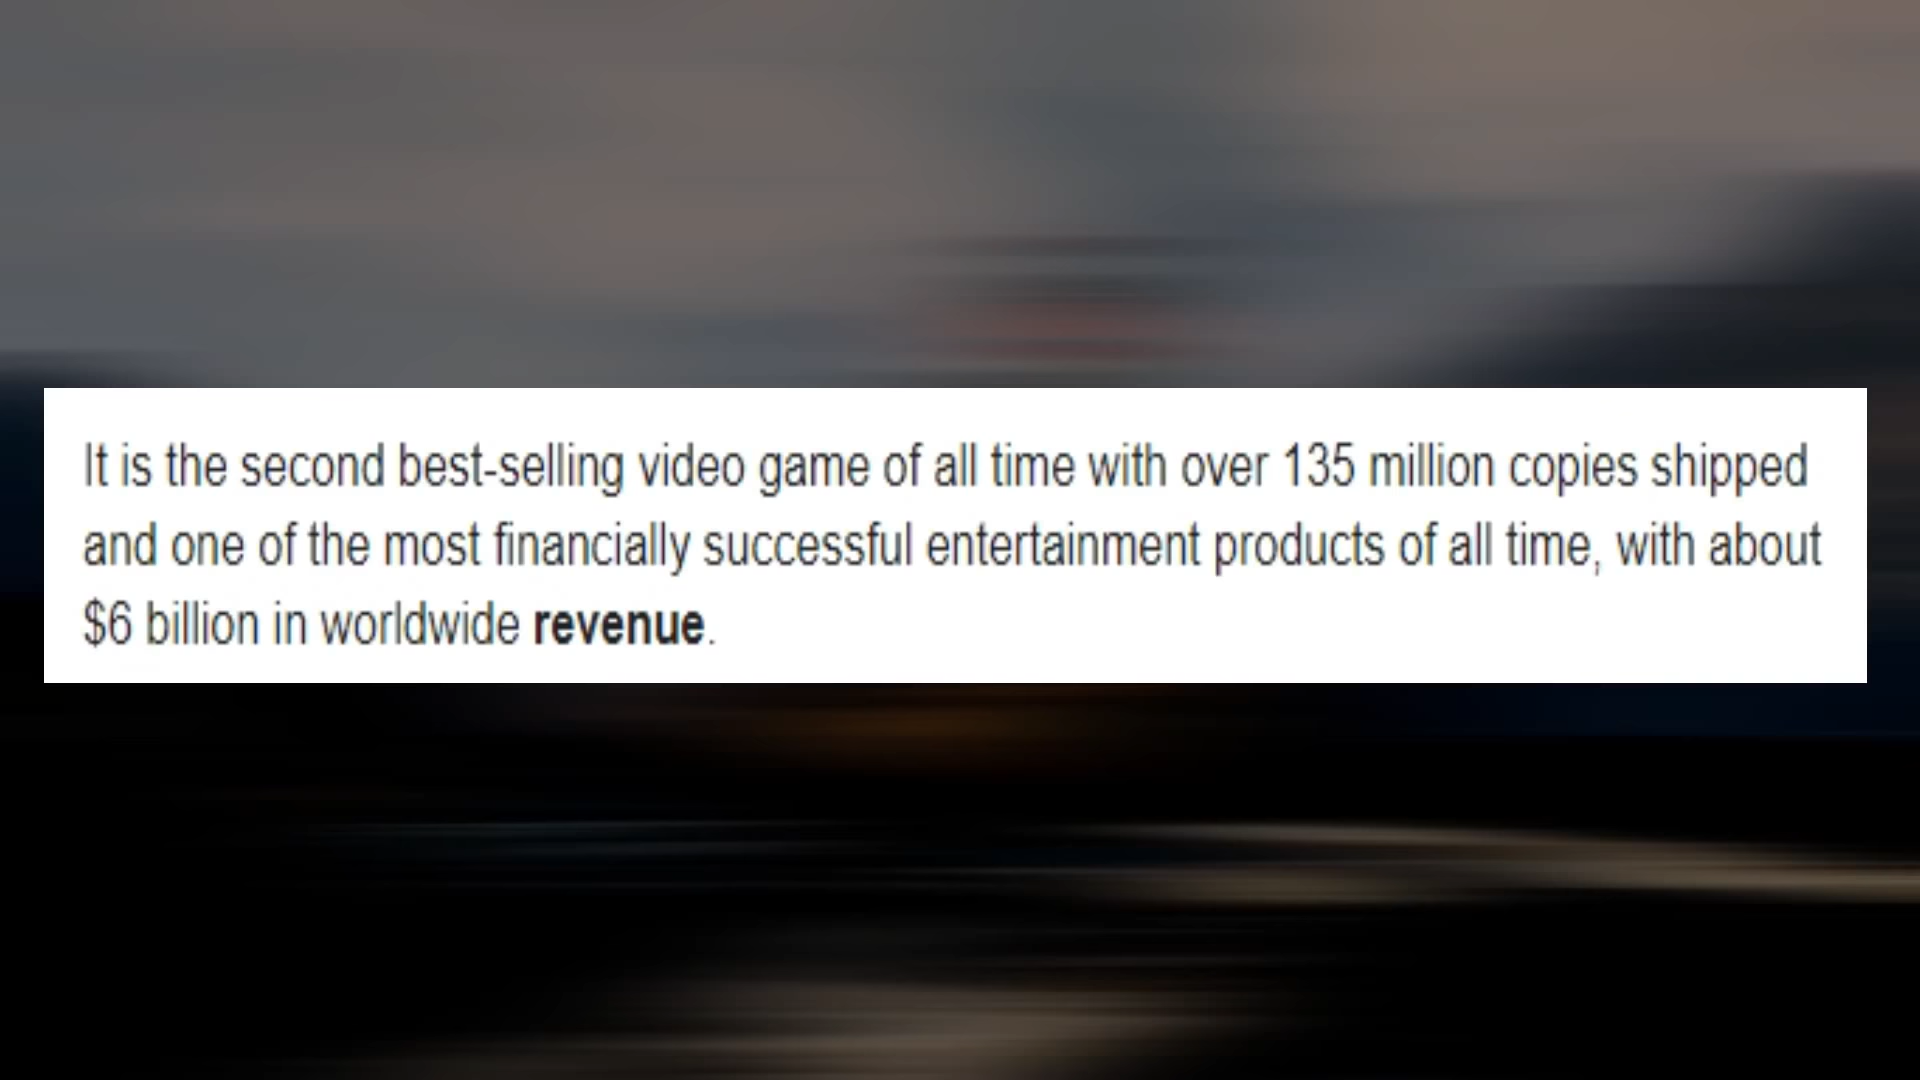 It is the second best-selling video game of all time with over 135 million copies shipped
and one of the most financially successful entertainment products of all time, with about
$6 billion in worldwide revenue.